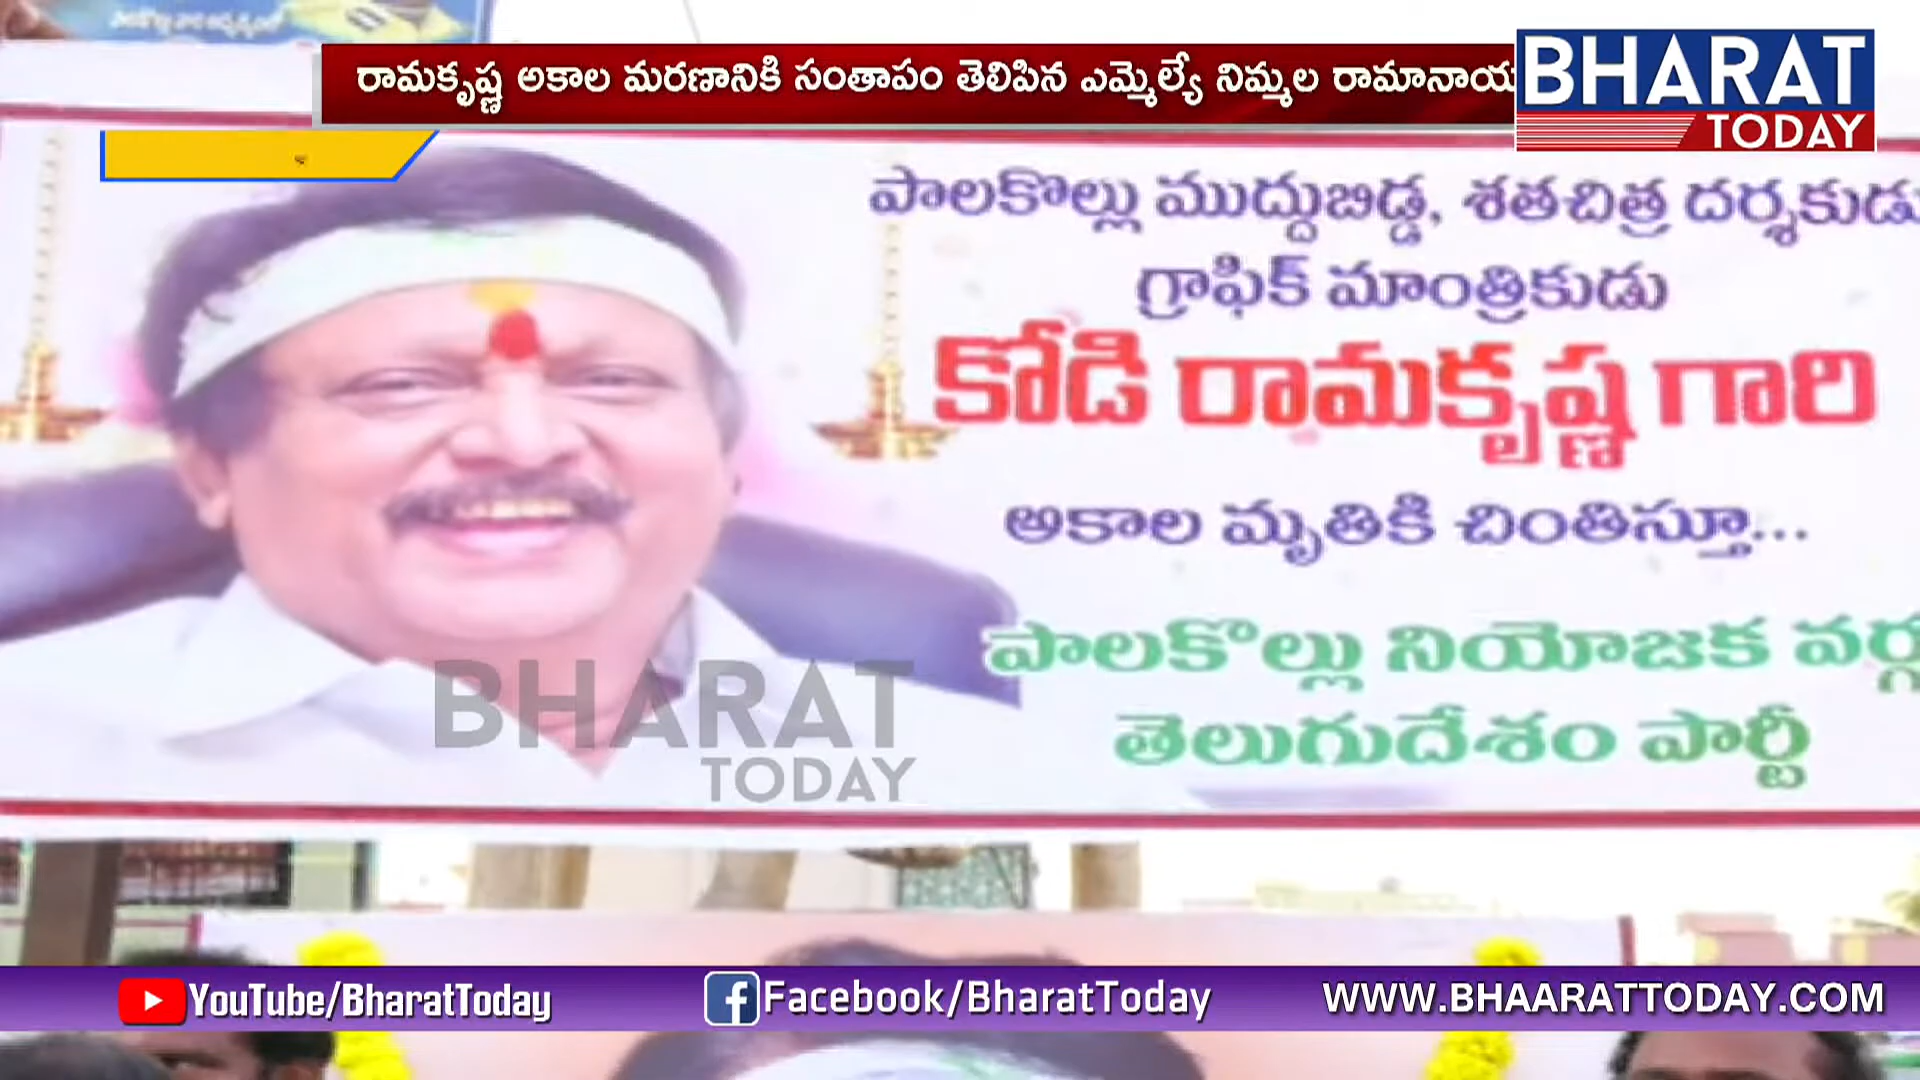 రామకృష్ణ అకాల మరణానికి సంతాపం తెలిపిన ఎమ్మెల్యే నిమ్మల రామానాయ
BHARAT
TODAY
పాలకొల్లు ముద్దుబిడ్డ, శతచిత్ర దర్శకుడు
గ్రాఫిక్ మాంత్రికుడు
కోడి రామకృష్ణ గారి
అకాల మృతికి చింతిస్తూ...
పాలకొల్లు నియోజక వర్గ
తెలుగుదేశం పార్టీ
BHARAT
TODAY
YouTube/BharatToday
Facebook/BharatToday
WWW.BHAARATTODAY.COM